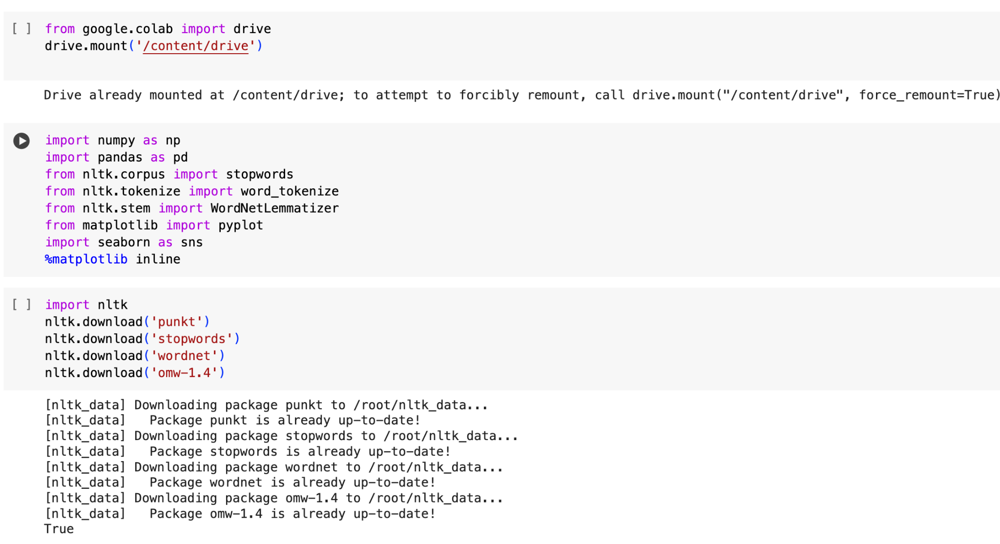 [ ] from google.colab import drive
drive.mount('/content/drive')
Drive already mounted at /content/drive; to attempt to forcibly remount, call drive.mount("/content/drive", force_remount=True)
import numpy as np
import pandas as pd
from nltk.corpus import stopwords
from nltk.tokenize import word_tokenize
from nltk.stem import WordNetLemmatizer
from matplotlib import pyplot
import seaborn as sns
%matplotlib inline
[ ] import nltk
nltk.download('punkt')
nltk.download('stopwords')
nltk.download('wordnet')
nltk.download('omw-1.4')
[nltk_data] Downloading package punkt to /root/nltk_data...
[nltk_data]   Package punkt is already up-to-date!
[nltk_data] Downloading package stopwords to /root/nltk_data...
[nltk_data]   Package stopwords is already up-to-date!
[nltk_data] Downloading package wordnet to /root/nltk_data...
[nltk_data]   Package wordnet is already up-to-date!
[nltk_data] Downloading package omw-1.4 to /root/nltk_data...
[nltk_data]   Package omw-1.4 is already up-to-date!
True